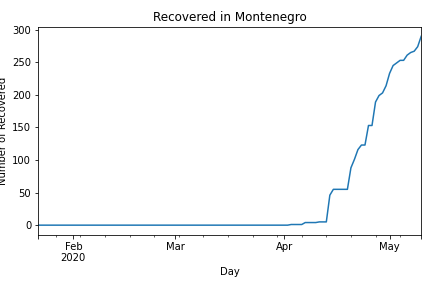 Recovered in Montenegro
Number of Recovered
300
250
200
150
100
50
0
Feb
2020
Mar
Apr
May
Day